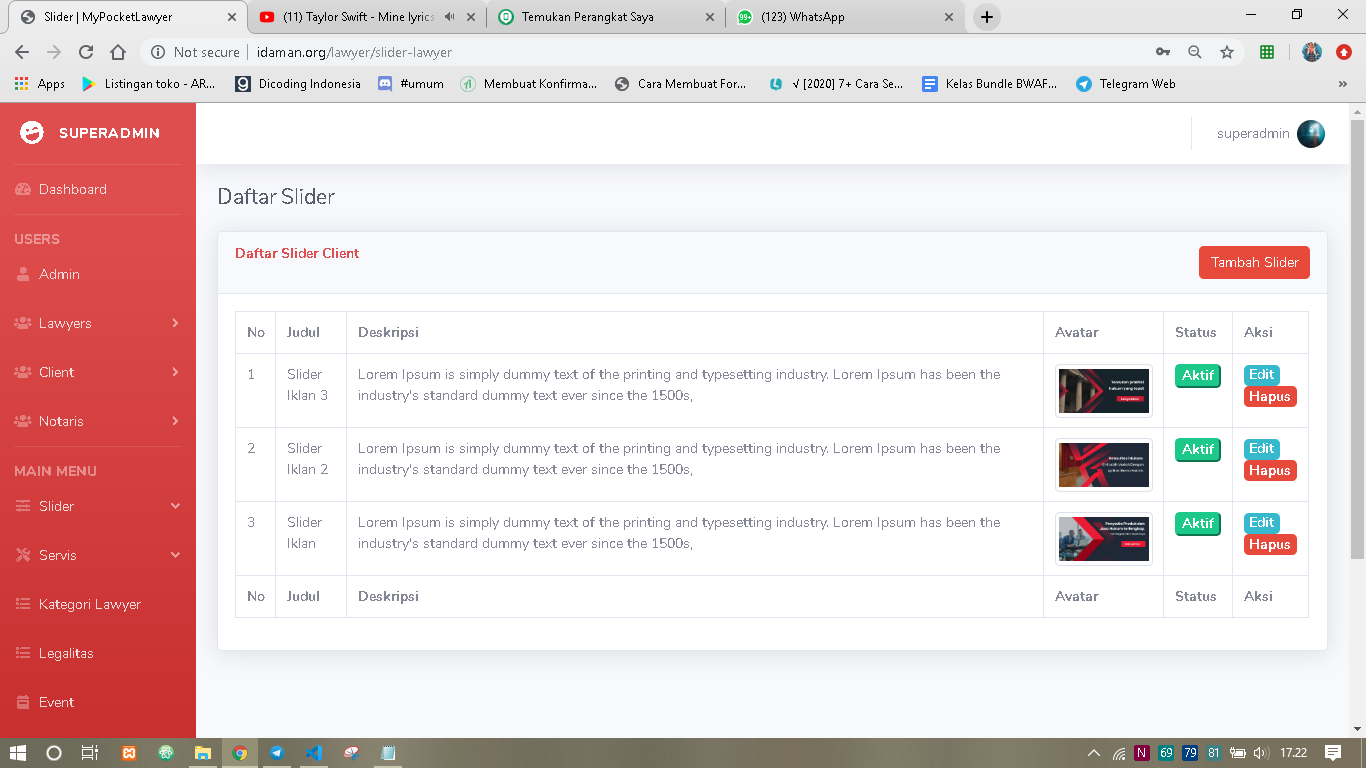 Slider | MyPocketLawyer
(11) Taylor Swift - Mine lyrics
Temukan Perangkat Saya
99+
(123) WhatsApp
Not secure
idaman.org/lawyer/slider-lawyer
Apps
Listingan toko - AR...
Dicoding Indonesia
#umum
Membuat Konfirma...
Cara Membuat For...
√ [2020] 7+ Cara Se...
Kelas Bundle BWAF...
Telegram Web
»
SUPERADMIN
superadmin
Dashboard
USERS
Admin
Lawyers
Client
Notaris
MAIN MENU
Slider
Servis
Kategori Lawyer
Legalitas
Event
Daftar Slider
Daftar Slider Client
Tambah Slider
No Judul Deskripsi Avatar Status Aksi
1 Slider Lorem Ipsum is simply dummy text of the printing and typesetting industry. Lorem Ipsum has been the Aktif Edit
Iklan 3 industry's standard dummy text ever since the 1500s, Hapus
2 Slider Lorem Ipsum is simply dummy text of the printing and typesetting industry. Lorem Ipsum has been the Aktif Edit
Iklan 2 industry's standard dummy text ever since the 1500s, Hapus
3 Slider Lorem Ipsum is simply dummy text of the printing and typesetting industry. Lorem Ipsum has been the Aktif Edit
Iklan industry's standard dummy text ever since the 1500s, Hapus
No Judul Deskripsi Avatar Status Aksi
N
69
79
81
17.22